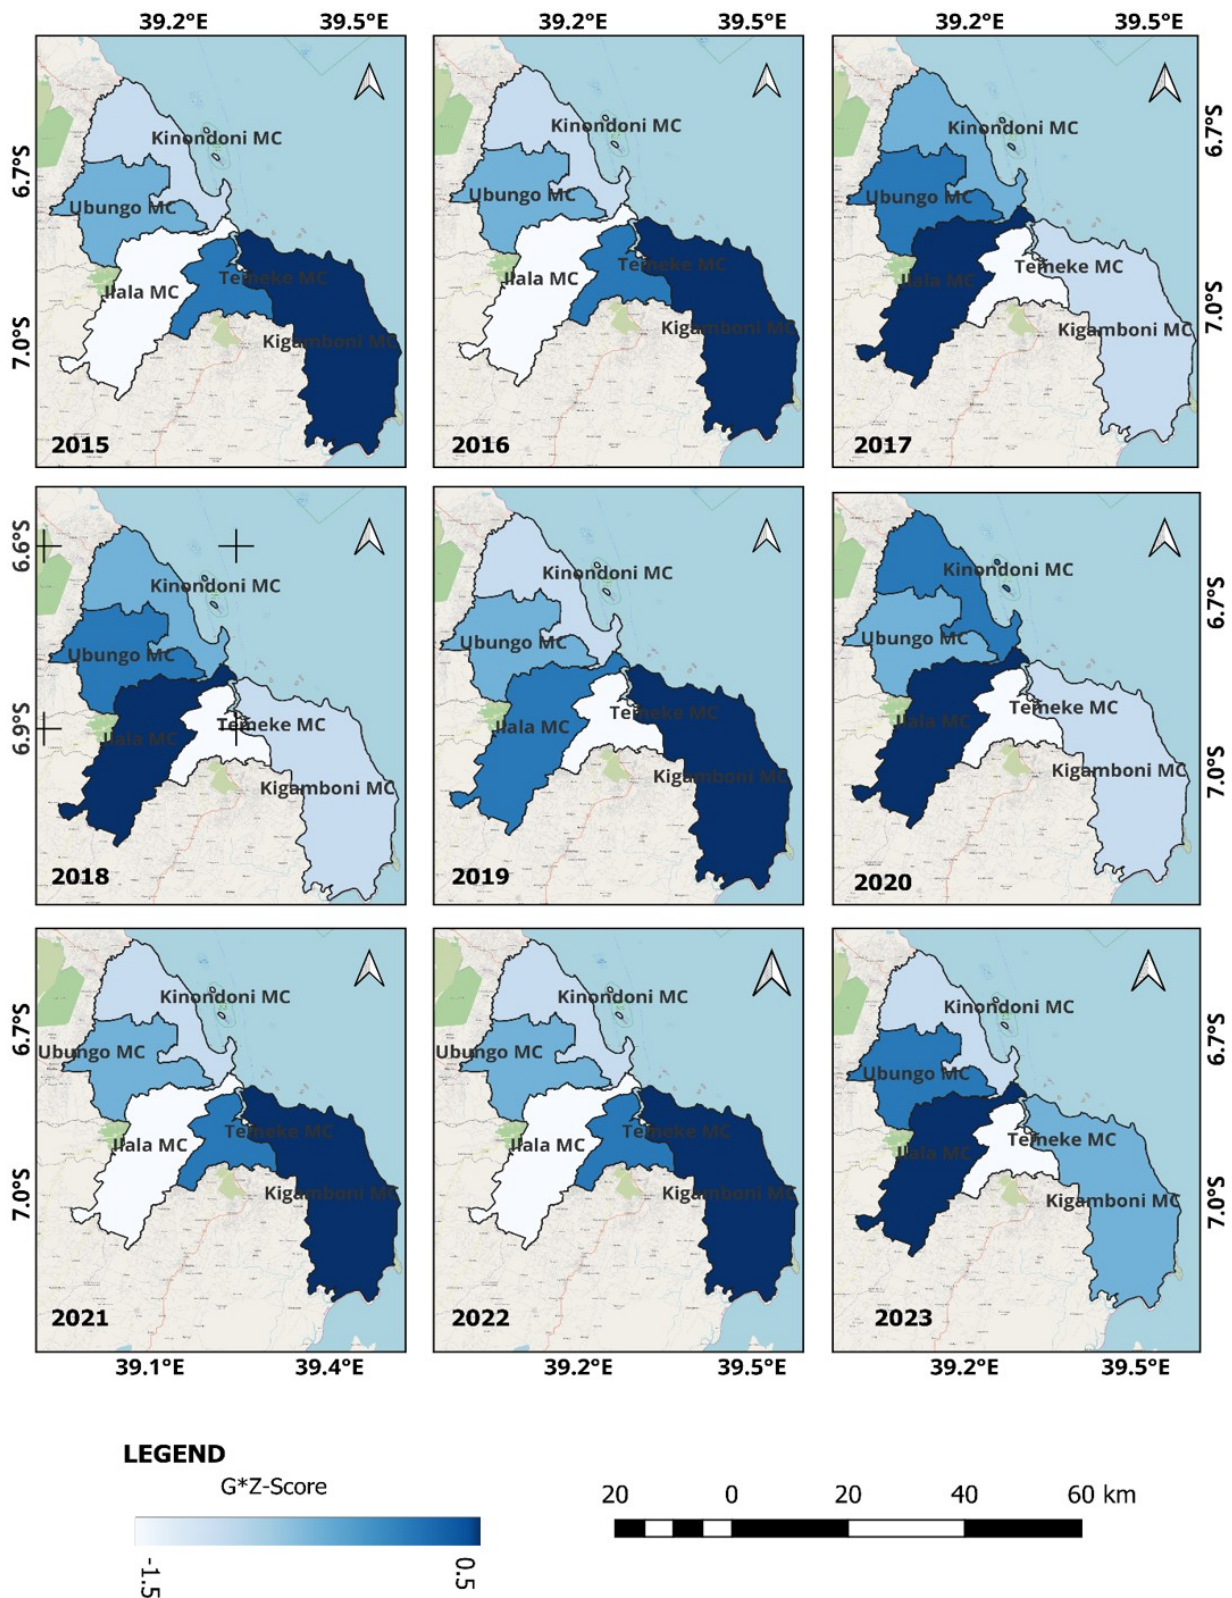 39.2°E 39.5°E 39.2°E 39.5°E 39.2°E 39.5°E
6.7°S
7.0°S
Kinondoni MC
Ubungo MC
Ilala MC
Temeke MC
Kigamboni MC
2015
Kinondoni MC
Ubungo MC
Ilala MC
Temeke MC
Kigamboni MC
2016
Kinondoni MC
Ubungo MC
Ilala MC
Temeke MC
Kigamboni MC
2017
6.7°S
7.0°S
6.6°S
6.9°S
Kinondoni MC
Ubungo MC
Ilala MC
Temeke MC
Kigamboni MC
2018
Kinondoni MC
Ubungo MC
Ilala MC
Temeke MC
Kigamboni MC
2019
Kinondoni MC
Ubungo MC
Ilala MC
Temeke MC
Kigamboni MC
2020
6.7°S
7.0°S
6.7°S
7.0°S
Kinondoni MC
Ubungo MC
Ilala MC
Temeke MC
Kigamboni MC
2021
Kinondoni MC
Ubungo MC
Ilala MC
Temeke MC
Kigamboni MC
2022
Kinondoni MC
Ubungo MC
Ilala MC
Temeke MC
Kigamboni MC
2023
6.7°S
7.0°S
39.1°E 39.4°E 39.2°E 39.5°E 39.2°E 39.5°E
LEGEND
G*Z-Score
-1.5 0.5
20 0 20 40 60 km